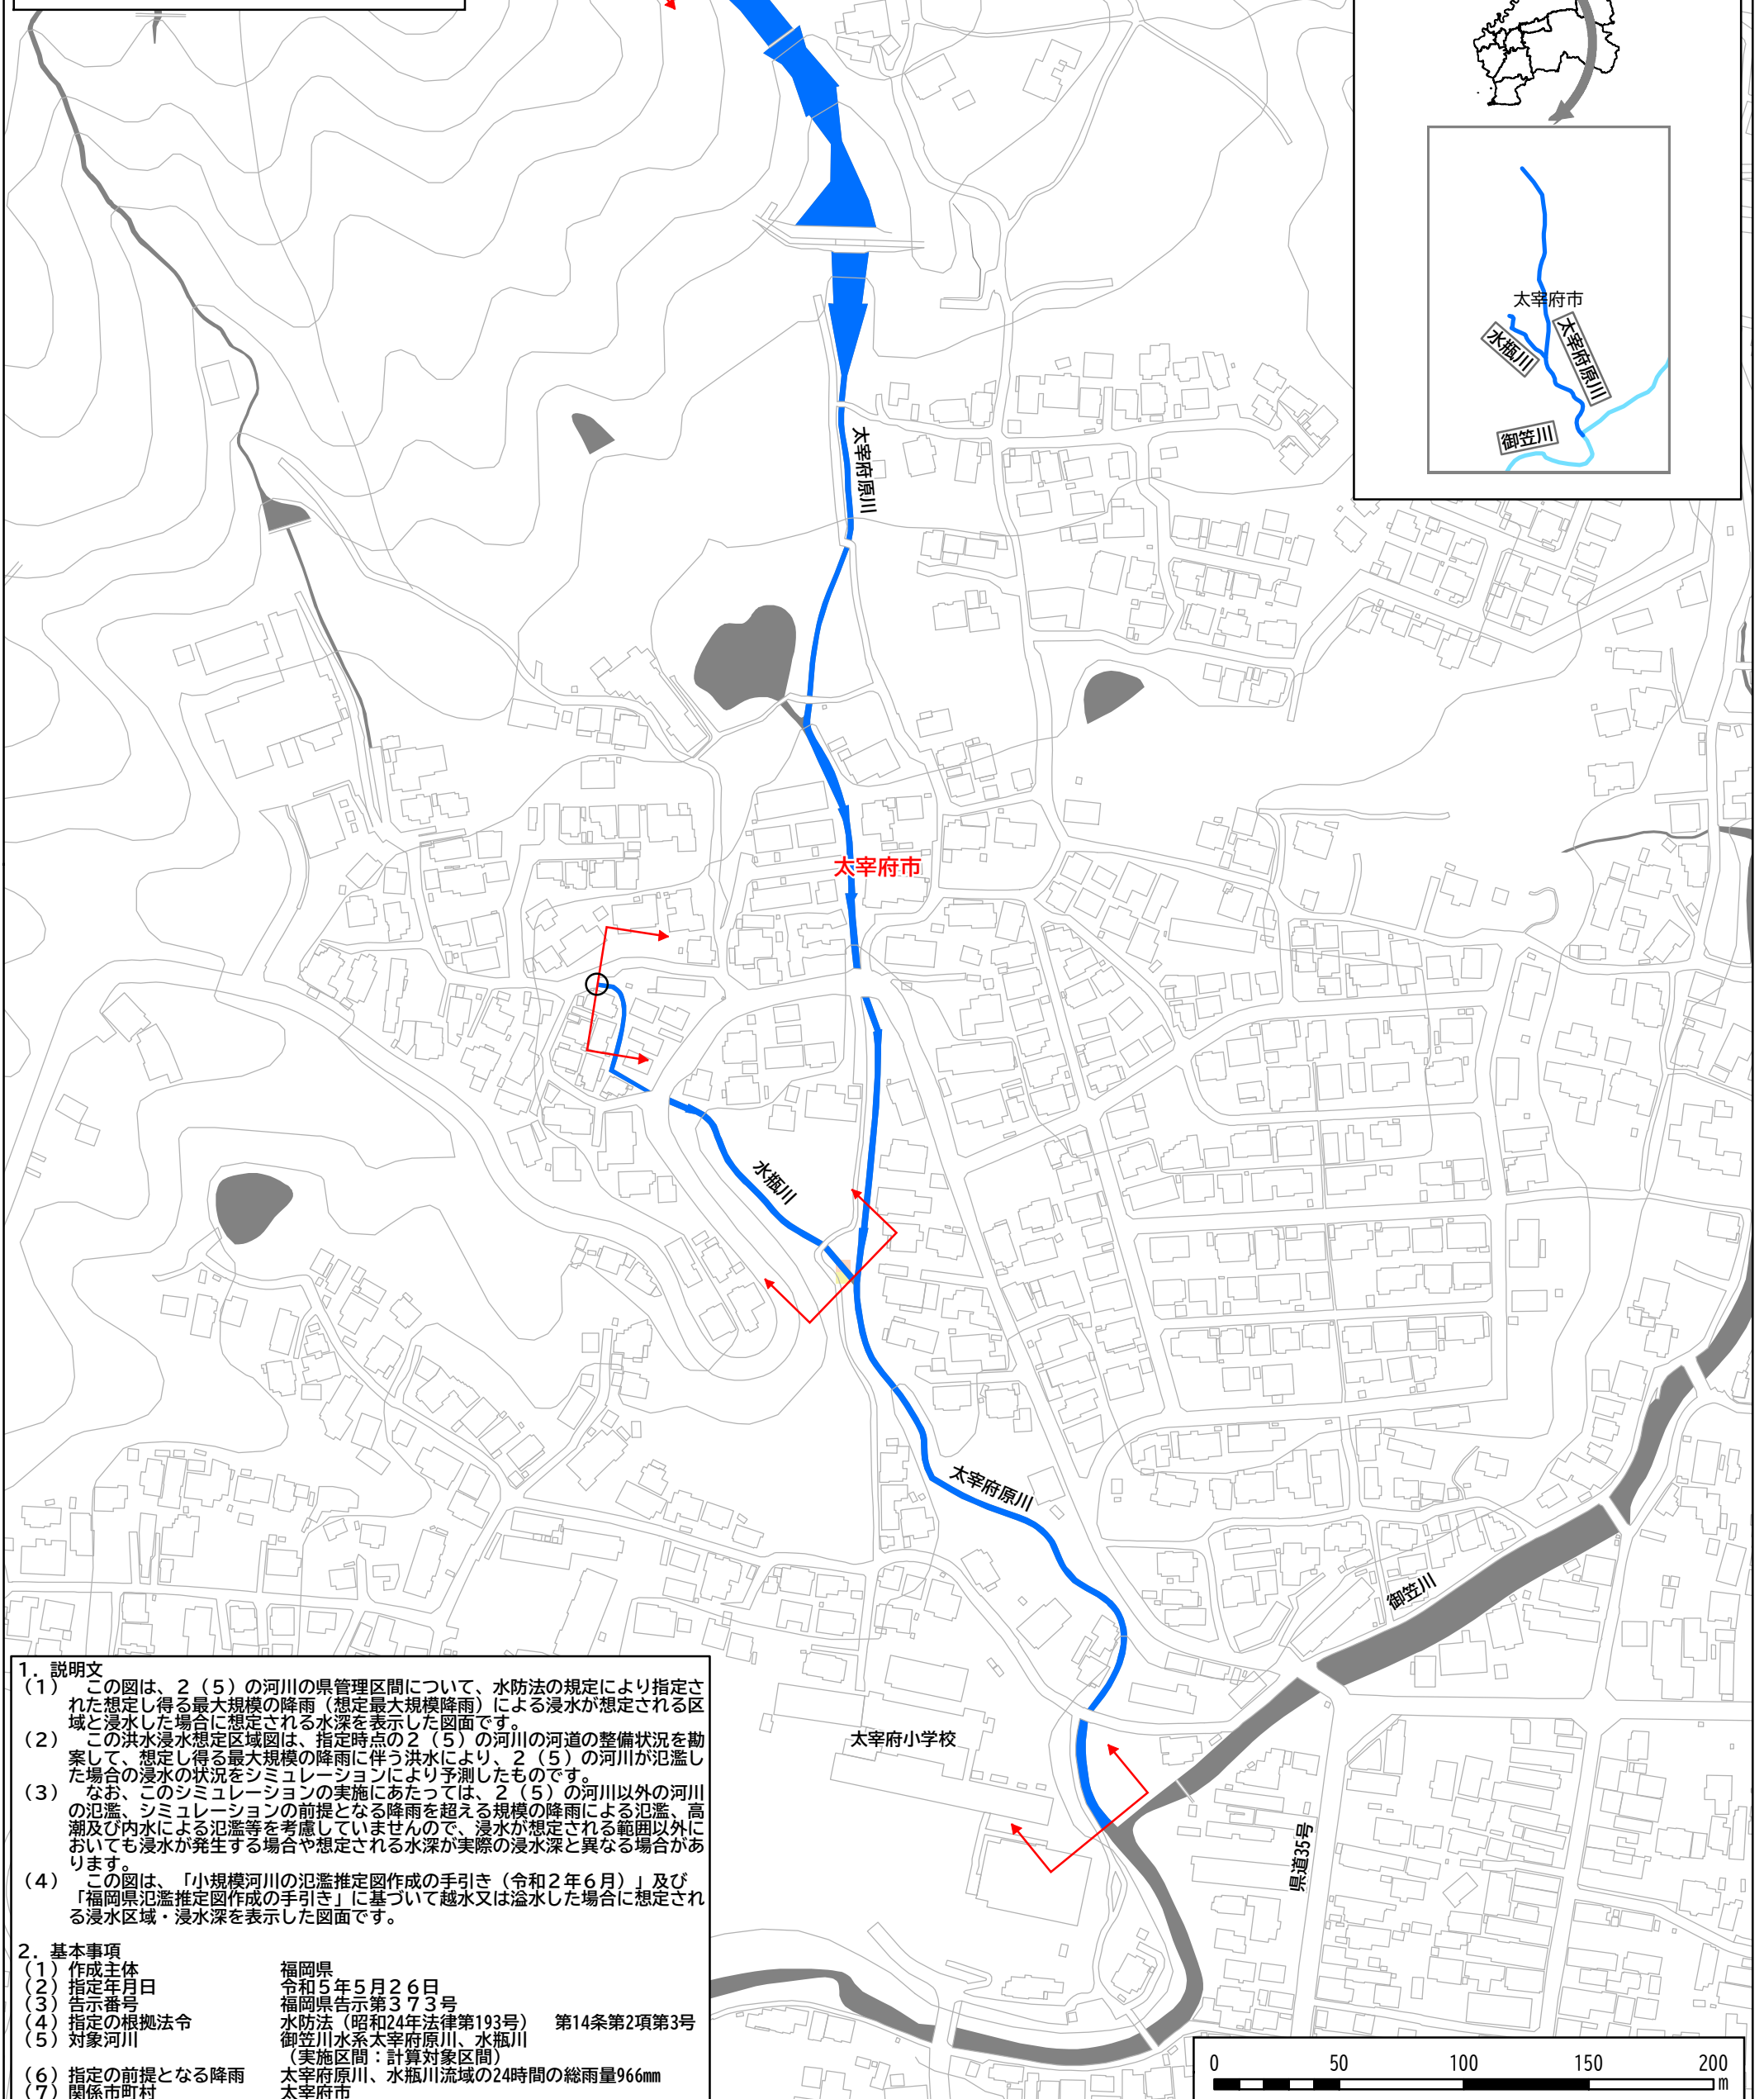 太宰府市
水瓶川
太宰府原川
御笠川
太宰府原川
太宰府市
水瓶川
太宰府原川
御笠川
太宰府小学校
県道35号
1．説明文
（1）　この図は、２（５）の河川の県管理区間について、水防法の規定により指定さ
れた想定し得る最大規模の降雨（想定最大規模降雨）による浸水が想定される区
域と浸水した場合に想定される水深を表示した図面です。
（2）　この洪水浸水想定区域図は、指定時点の２（５）の河川の河道の整備状況を勘
案して、想定し得る最大規模の降雨に伴う洪水により、２（５）の河川が氾濫し
た場合の浸水の状況をシミュレーションにより予測したものです。
（3）　なお、このシミュレーションの実施にあたっては、２（５）の河川以外の河川
の氾濫、シミュレーションの前提となる降雨を超える規模の降雨による氾濫、高
潮及び内水による氾濫等を考慮していませんので、浸水が想定される範囲以外に
おいても浸水が発生する場合や想定される水深が実際の浸水深と異なる場合があ
ります。
（4）　この図は、「小規模河川の氾濫推定図作成の手引き（令和２年６月）」及び
「福岡県氾濫推定図作成の手引き」に基づいて越水又は溢水した場合に想定され
る浸水区域・浸水深を表示した図面です。
2．基本事項
（1）作成主体　福岡県
（2）指定年月日　令和５年５月２６日
（3）告示番号　福岡県告示第３７３号
（4）指定の根拠法令　水防法（昭和24年法律第193号）　第14条第2項第3号
（5）対象河川　御笠川水系太宰府原川、水瓶川
（実施区間：計算対象区間）
（6）指定の前提となる降雨　太宰府原川、水瓶川流域の24時間の総雨量966mm
（7）関係市町村　太宰府市
0 50 100 150 200
m